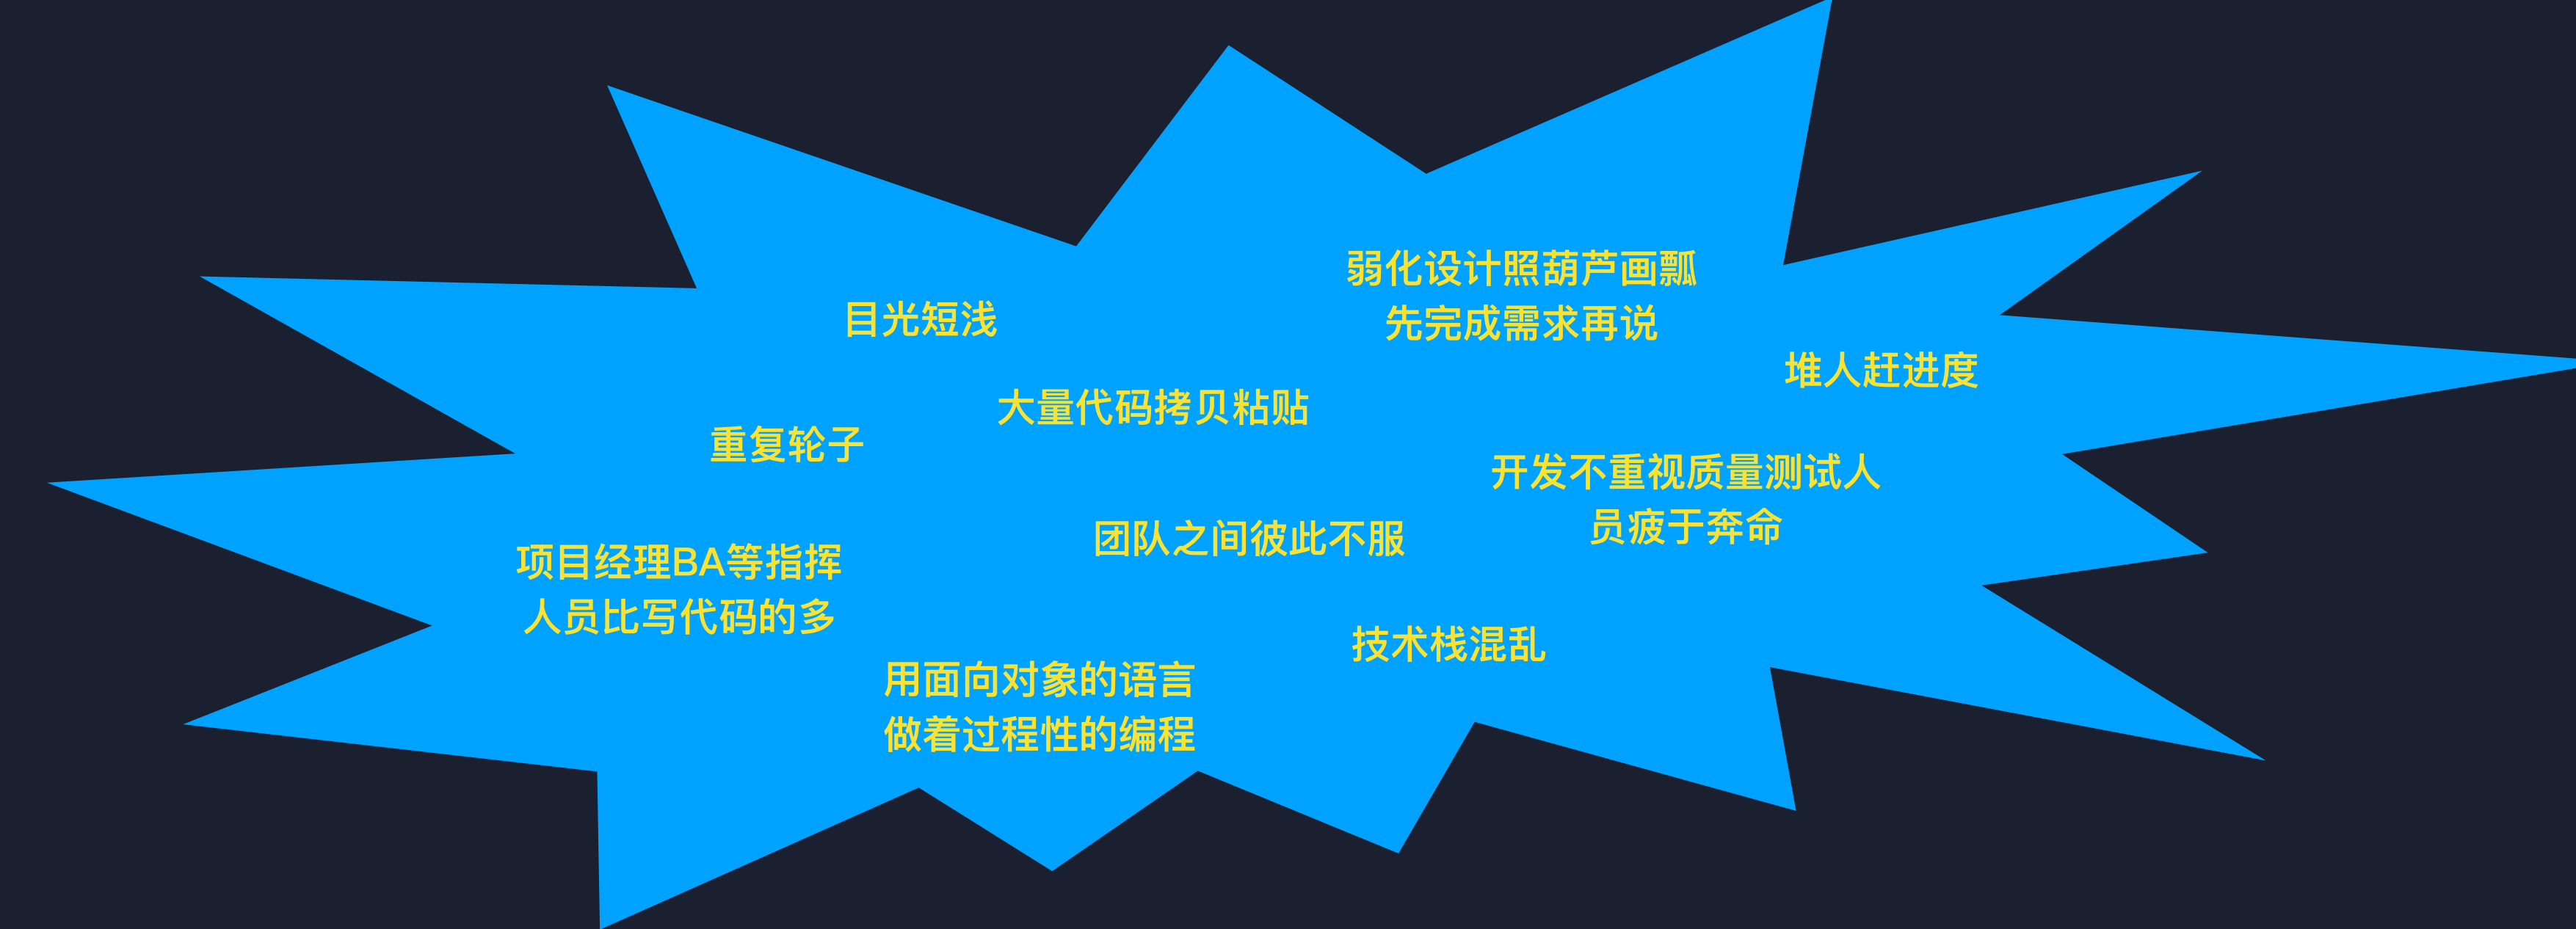 弱化设计照葫芦画瓢
先完成需求再说
目光短浅
堆人赶进度
大量代码拷贝粘贴
重复轮子
开发不重视质量测试人
员疲于奔命
团队之间彼此不服
项目经理BA等指挥
人员比写代码的多
技术栈混乱
用面向对象的语言
做着过程性的编程